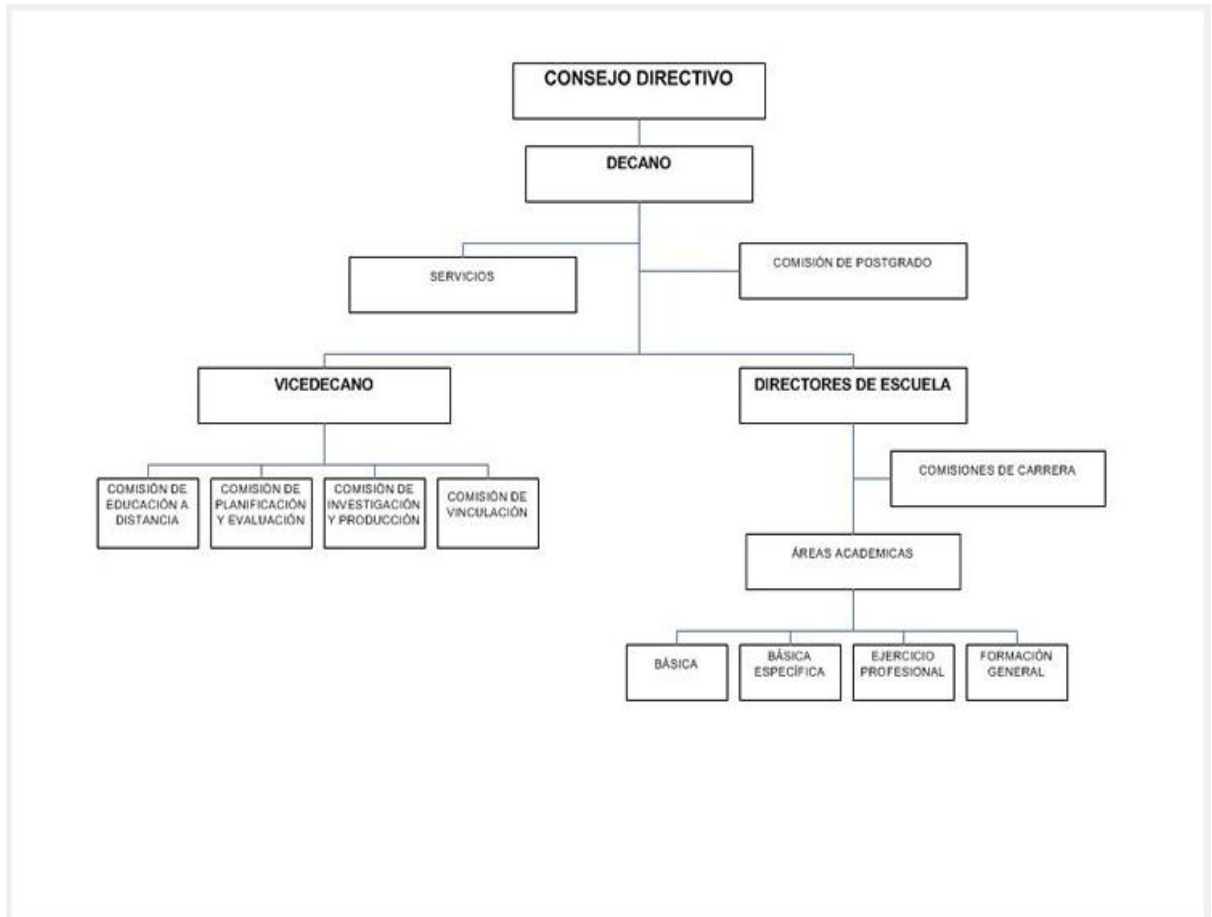 CONSEJO DIRECTIVO
DECANO
SERVICIOS
COMISIÓN DE POSTGRADO
VICEDECANO
DIRECTORES DE ESCUELA
COMISIONES DE CARRERA
COMISIÓN DE
EDUCACIÓN A
DISTANCIA
COMISIÓN DE
PLANIFICACIÓN
Y EVALUACIÓN
COMISIÓN DE
INVESTIGACIÓN
Y PRODUCCIÓN
COMISIÓN DE
VINCULACIÓN
ÁREAS ACADEMICAS
BÁSICA
BÁSICA
ESPECÍFICA
EJERCICIO
PROFESIONAL
FORMACIÓN
GENERAL